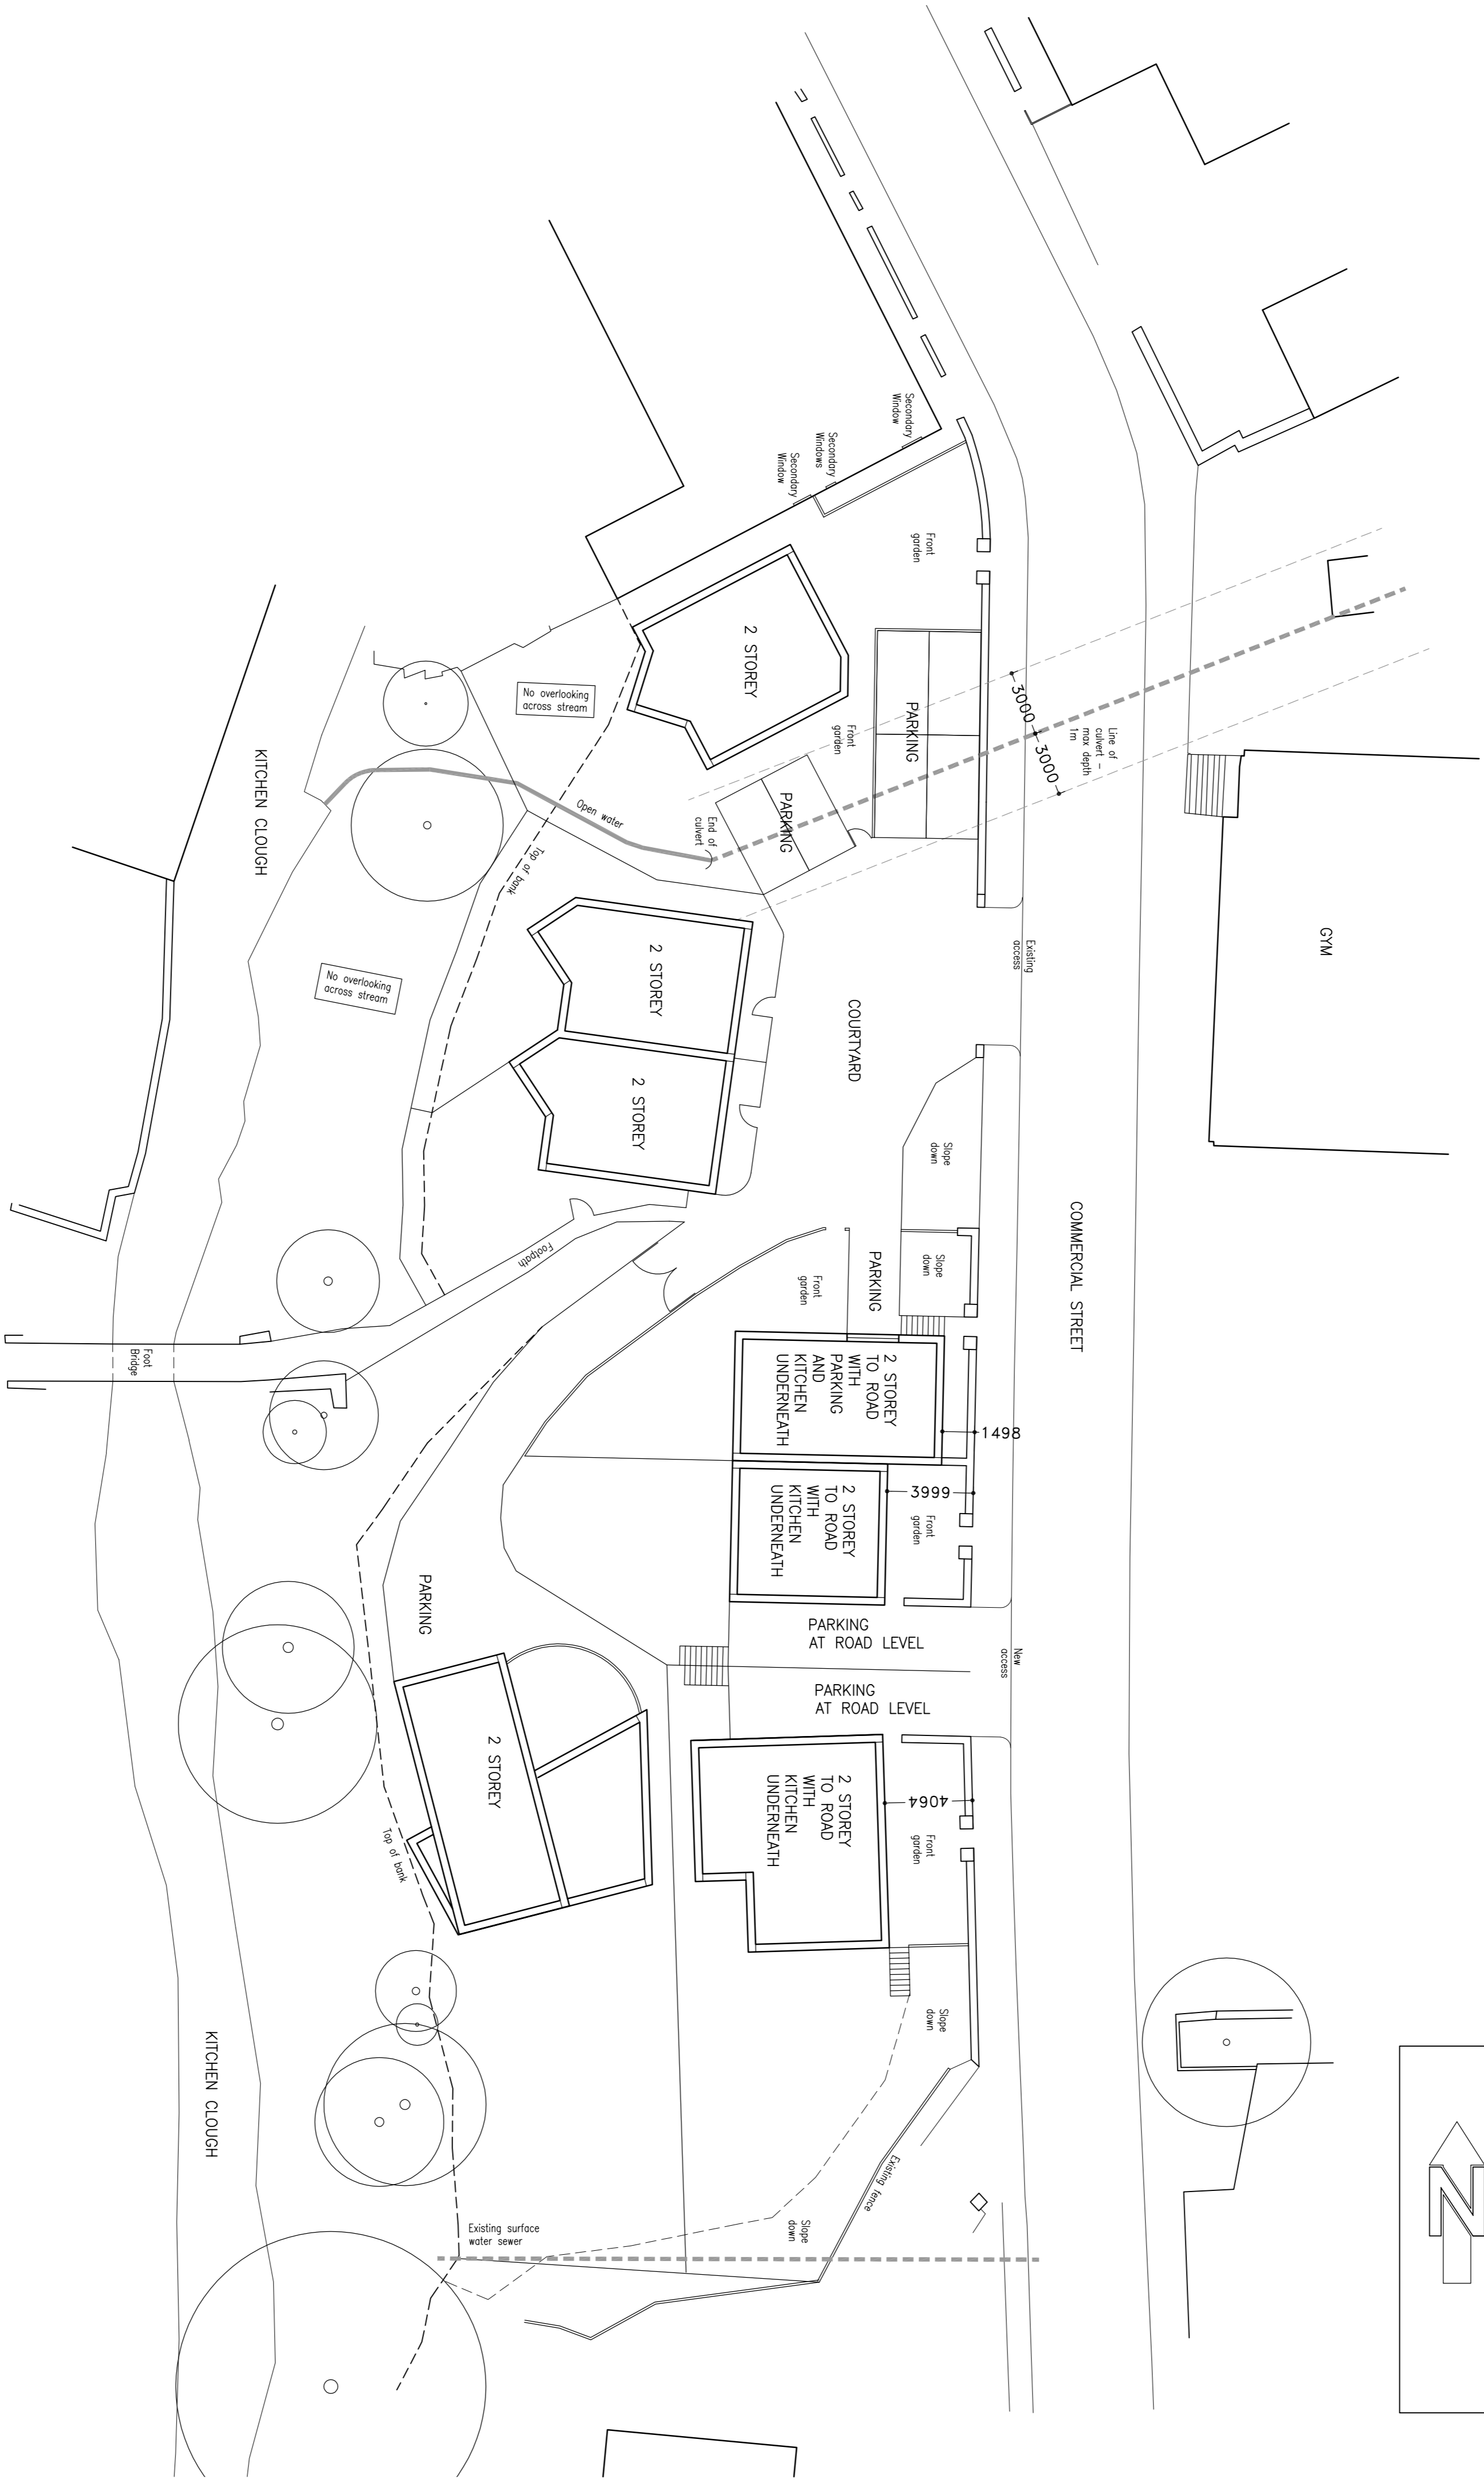 Secondary
Window
Secondary
Windows
Secondary
Window
Front
garden
2 STOREY
No overlooking
across stream
PARKING
3000
3000
Line of
culvert –
max depth
1m
Front
garden
PARKING
KITCHEN CLOUGH
Open water
End of
culvert
Top of bank
GYM
2 STOREY
Existing
access
No overlooking
across stream
COURTYARD
2 STOREY
Slope
down
COMMERCIAL STREET
Footpath
Slope
down
PARKING
Front
garden
Foot
Bridge
2 STOREY
TO ROAD
WITH
PARKING
AND
KITCHEN
UNDERNEATH
1498
2 STOREY
TO ROAD
WITH
KITCHEN
UNDERNEATH
3999
Front
garden
PARKING
PARKING
AT ROAD LEVEL
New
access
PARKING
AT ROAD LEVEL
2 STOREY
2 STOREY
TO ROAD
WITH
KITCHEN
UNDERNEATH
4064
Front
garden
Top of bank
Slope
down
KITCHEN CLOUGH
Existing fence
Slope
down
Existing surface
water sewer
N